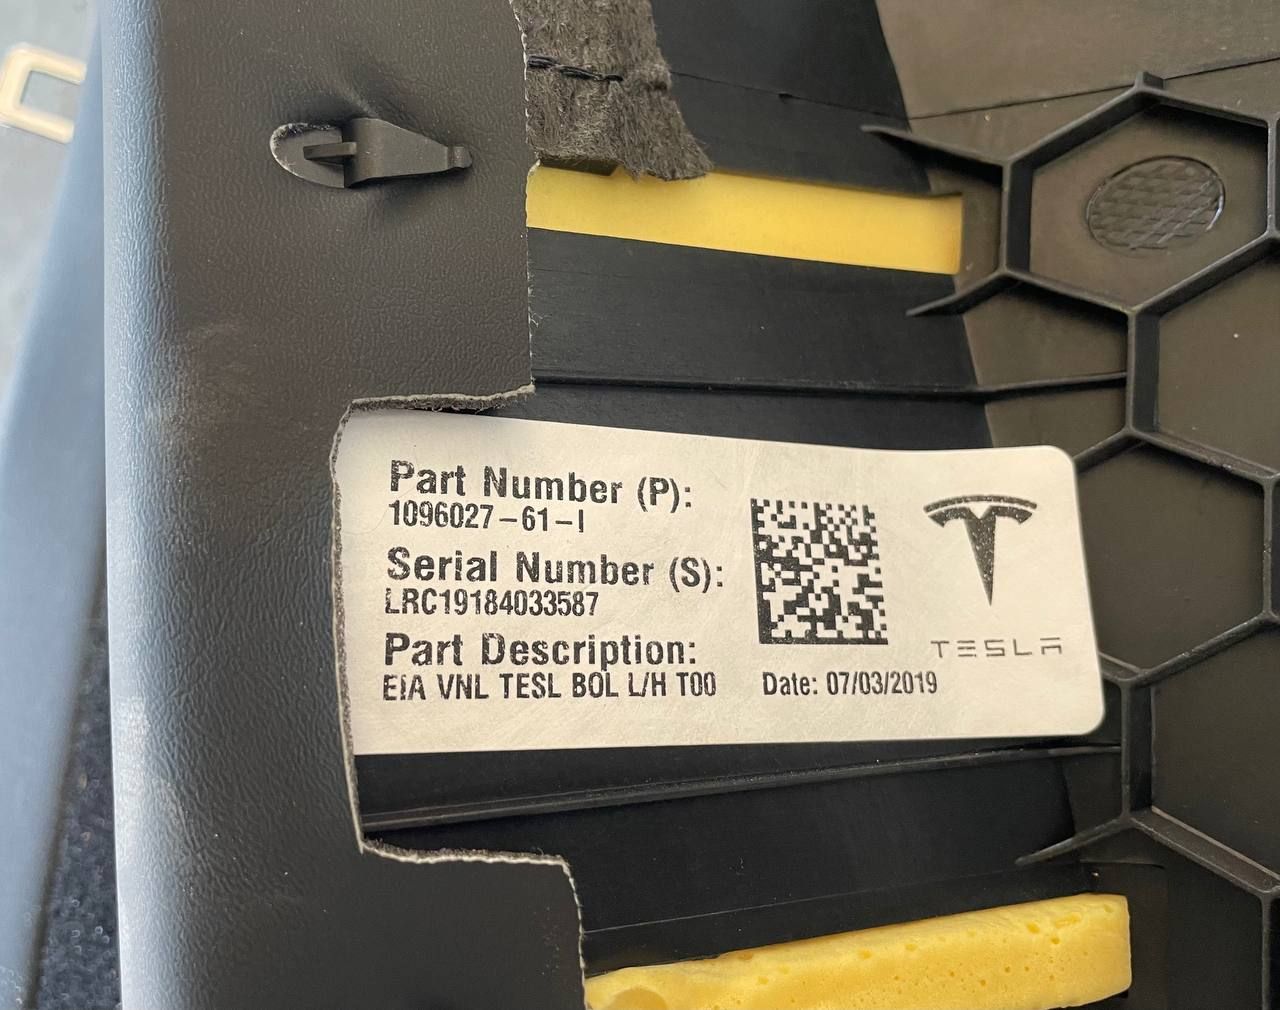 Part Number (P):
1096027-61-I
Serial Number (S):
LRC19184033587
Part Description:
EIA VNL TESL BOL L/H T00
Date: 07/03/2019
TESLA